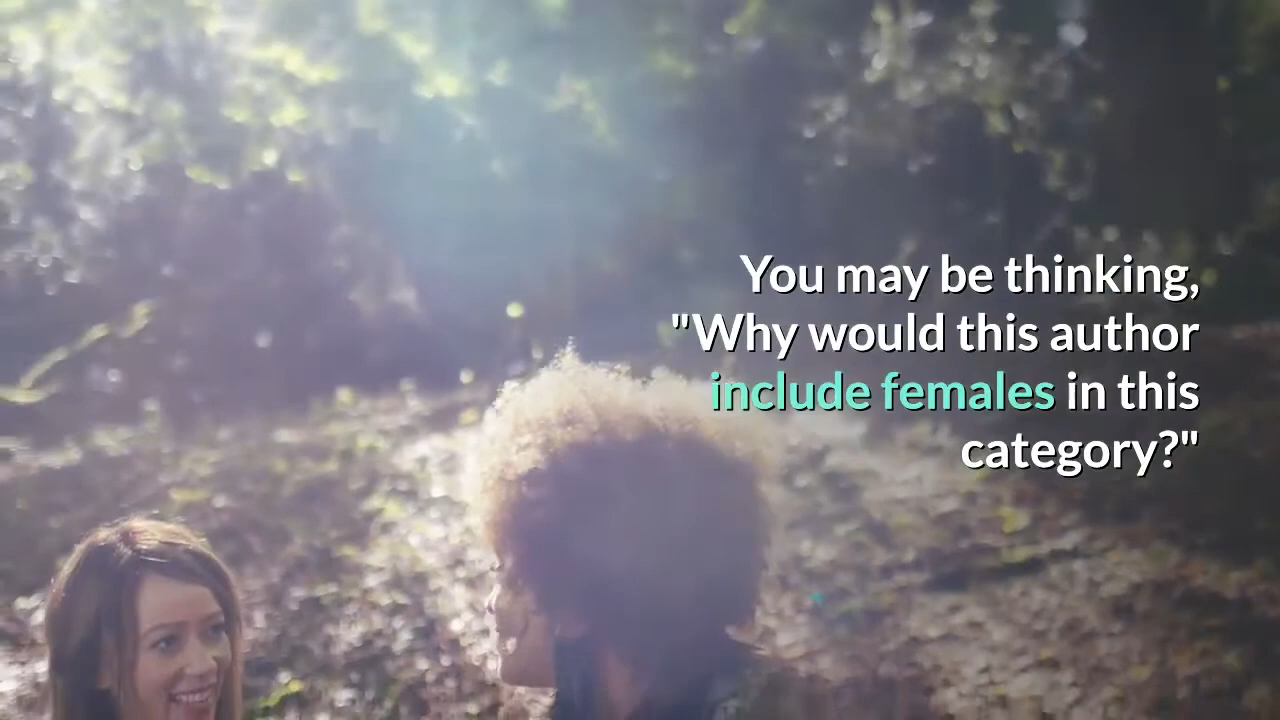 You may be thinking,
"Why would this author
include females in this
category?"